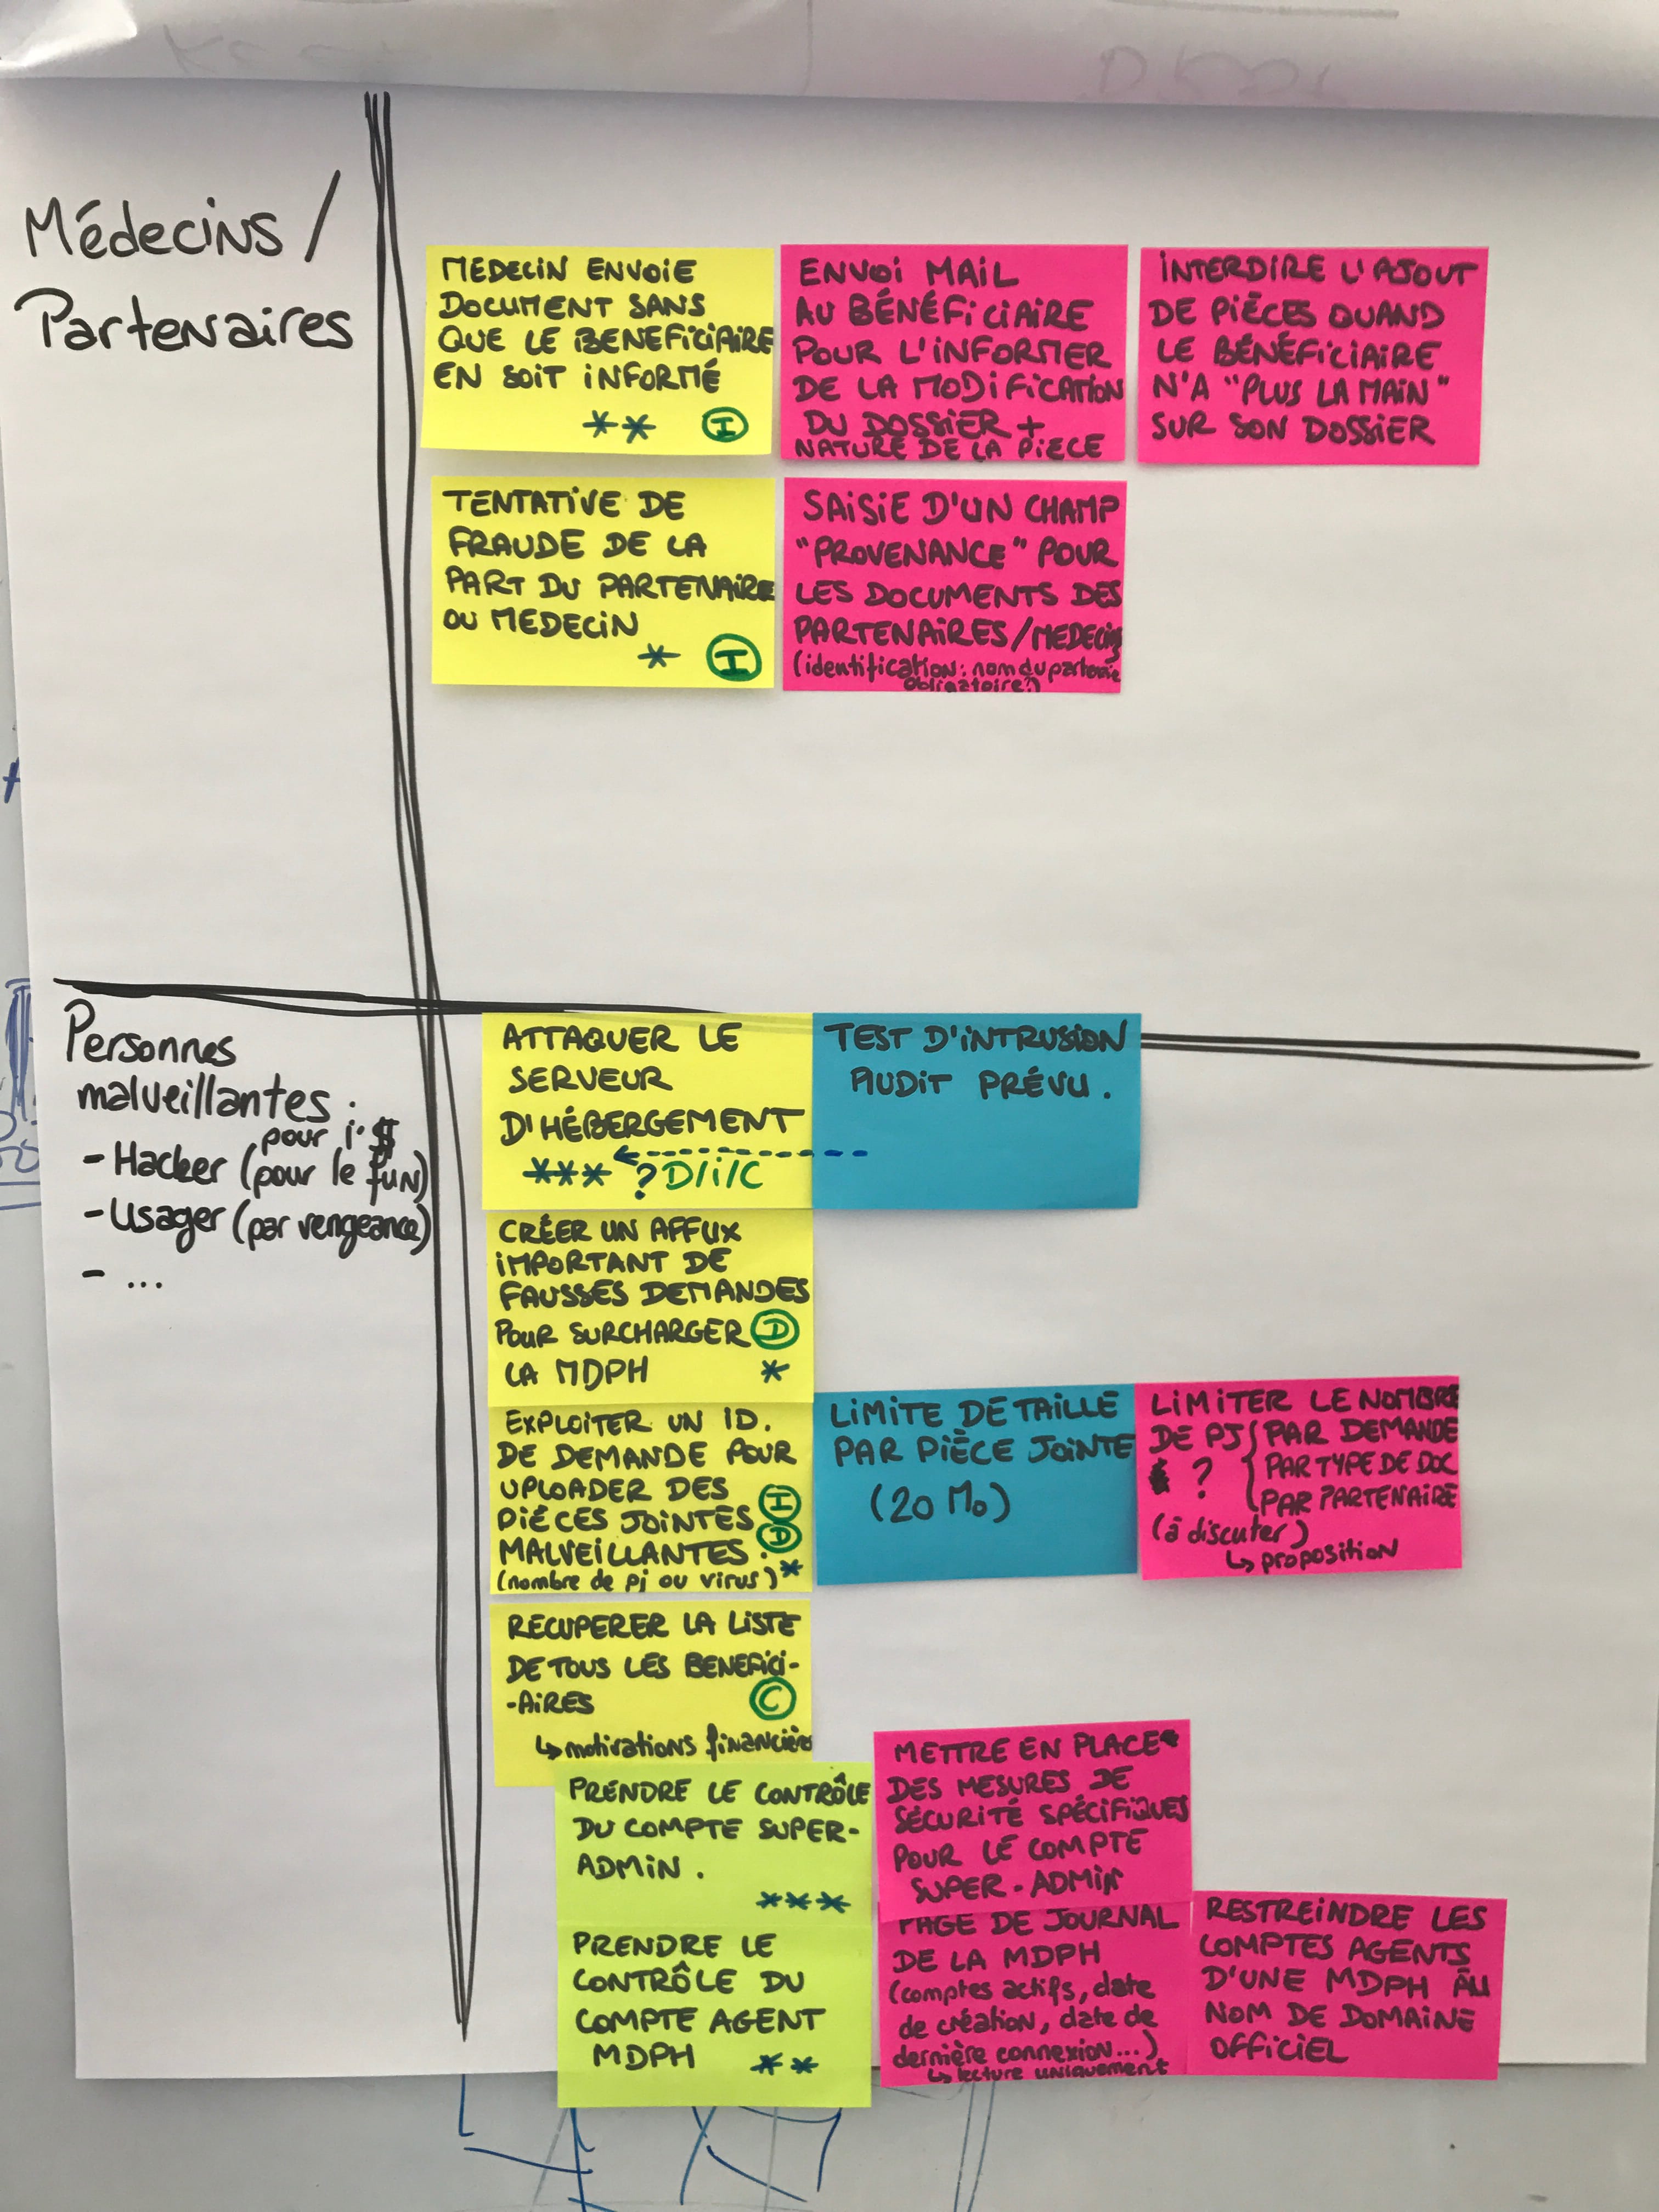 Médecins /
Partenaires
MEDECIN ENVOIE
DOCUMENT SANS
QUE LE BENEFICIAIRE
EN SOIT INFORMÉ
** I
ENVOI MAIL
AU BÉNÉFICIAIRE
POUR L'INFORMER
DE LA MODIFICATION
DU DOSSIER +
NATURE DE LA PIECE
INTERDIRE L'AJOUT
DE PIÈCES QUAND
LE BÉNÉFICIAIRE
N'A "PLUS LA MAIN"
SUR SON DOSSIER
TENTATIVE DE
FRAUDE DE LA
PART DU PARTENAIRE
OU MEDECIN
* I
SAISIE D'UN CHAMP
"PROVENANCE" POUR
LES DOCUMENTS DES
PARTENAIRES/MEDECINS
(identification: nom du partenaire
obligatoire?)
Personnes
malveillantes :
pour i. $
- Hacker (pour le fun)
- Usager (par vengeance)
- ...
ATTAQUER LE
SERVEUR
D'HÉBERGEMENT
*** ? D/i/C
TEST D'INTRUSION
AUDIT PRÉVU.
CRÉER UN AFFUX
IMPORTANT DE
FAUSSES DEMANDES
POUR SURCHARGER D
LA MDPH *
EXPLOITER UN ID.
DE DEMANDE POUR
UPLOADER DES
PIÉCES JOINTES I
MALVEILLANTES. D
(nombre de pj ou virus) *
LIMITE DE TAILLE
PAR PIÈCE JOINTE
(20 Mo)
LIMITER LE NOMBRE
DE PJ { PAR DEMANDE
? PAR TYPE DE DOC
PAR PARTENAIRE
(à discuter)
↳ proposition
RÉCUPERER LA LISTE
DE TOUS LES BENEFICI-
-AIRES C
↳ motivations financière
PRENDRE LE CONTRÔLE
DU COMPTE SUPER-
ADMIN.
***
METTRE EN PLACE
DES MESURES DE
SÉCURITÉ SPÉCIFIQUES
POUR LE COMPTE
SUPER-ADMIN
PRENDRE LE
CONTRÔLE DU
COMPTE AGENT
MDPH **
PAGE DE JOURNAL
DE LA MDPH
(comptes actifs, date
de création, date de
dernière connexion...)
↳ lecture uniquement
RESTREINDRE LES
COMPTES AGENTS
D'UNE MDPH AU
NOM DE DOMAINE
OFFICIEL